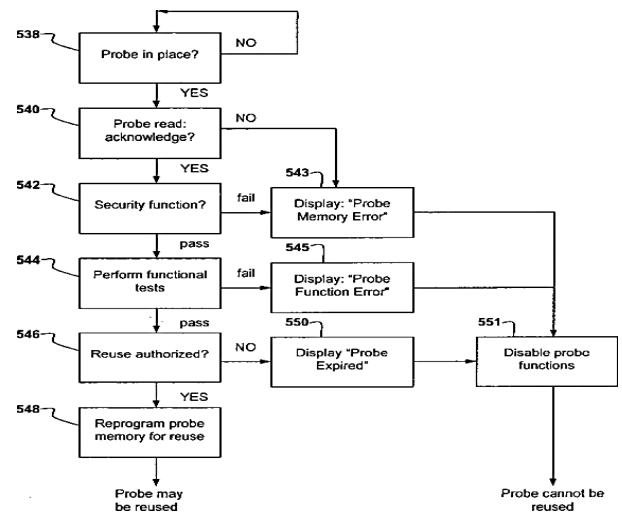 538
Probe in place?
NO
YES
540
Probe read:
acknowledge?
NO
YES
542
Security function?
fail
543
Display: "Probe
Memory Error"
pass
544
Perform functional
tests
fail
545
Display: "Probe
Function Error"
pass
546
Reuse authorized?
NO
550
Display "Probe
Expired"
551
Disable probe
functions
YES
548
Reprogram probe
memory for reuse
Probe may
be reused
Probe cannot be
reused